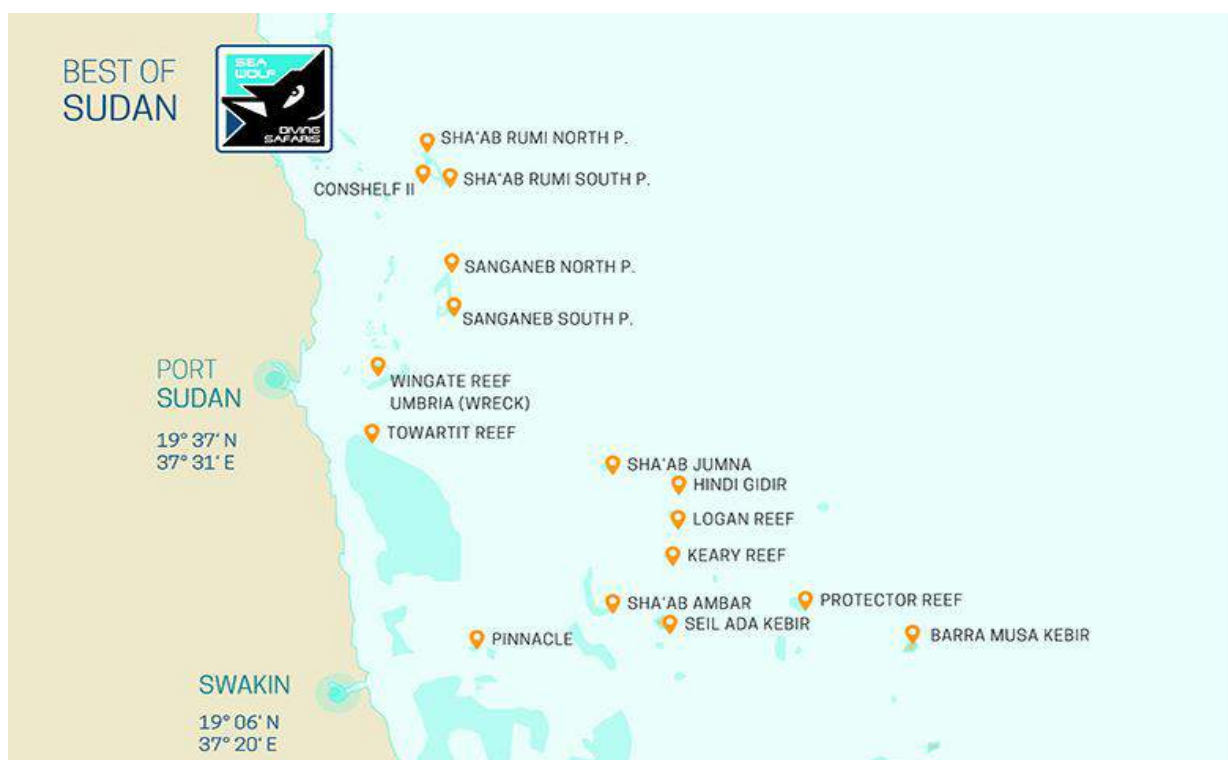 BEST OF
SUDAN
SEA
WOLF
DIVING
SAFARIS
SHA'AB RUMI NORTH P.
CONSHELF II
SHA'AB RUMI SOUTH P.
SANGANEB NORTH P.
SANGANEB SOUTH P.
PORT
SUDAN
19° 37' N
37° 31' E
WINGATE REEF
UMBRIA (WRECK)
TOWARTIT REEF
SHA'AB JUMNA
HINDI GIDIR
LOGAN REEF
KEARY REEF
SHA'AB AMBAR
SEIL ADA KEBIR
PROTECTOR REEF
BARRA MUSA KEBIR
PINNACLE
SWAKIN
19° 06' N
37° 20' E